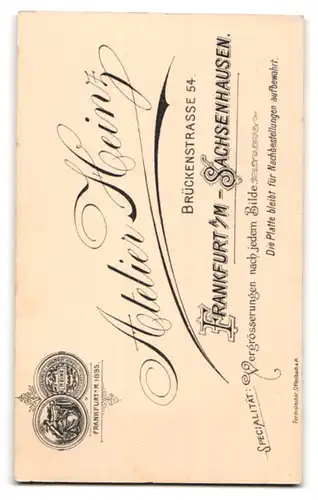 Atelier Heinz
BRÜCKENSTRASSE 54.
FRANKFURT A/M - SACHSENHAUSEN.
SPECIALITÄT: Vergrösserungen nach jedem Bilde
Die Platte bleibt für Nachbestellungen aufbewahrt.
FRANKFURT A/M. 1895.